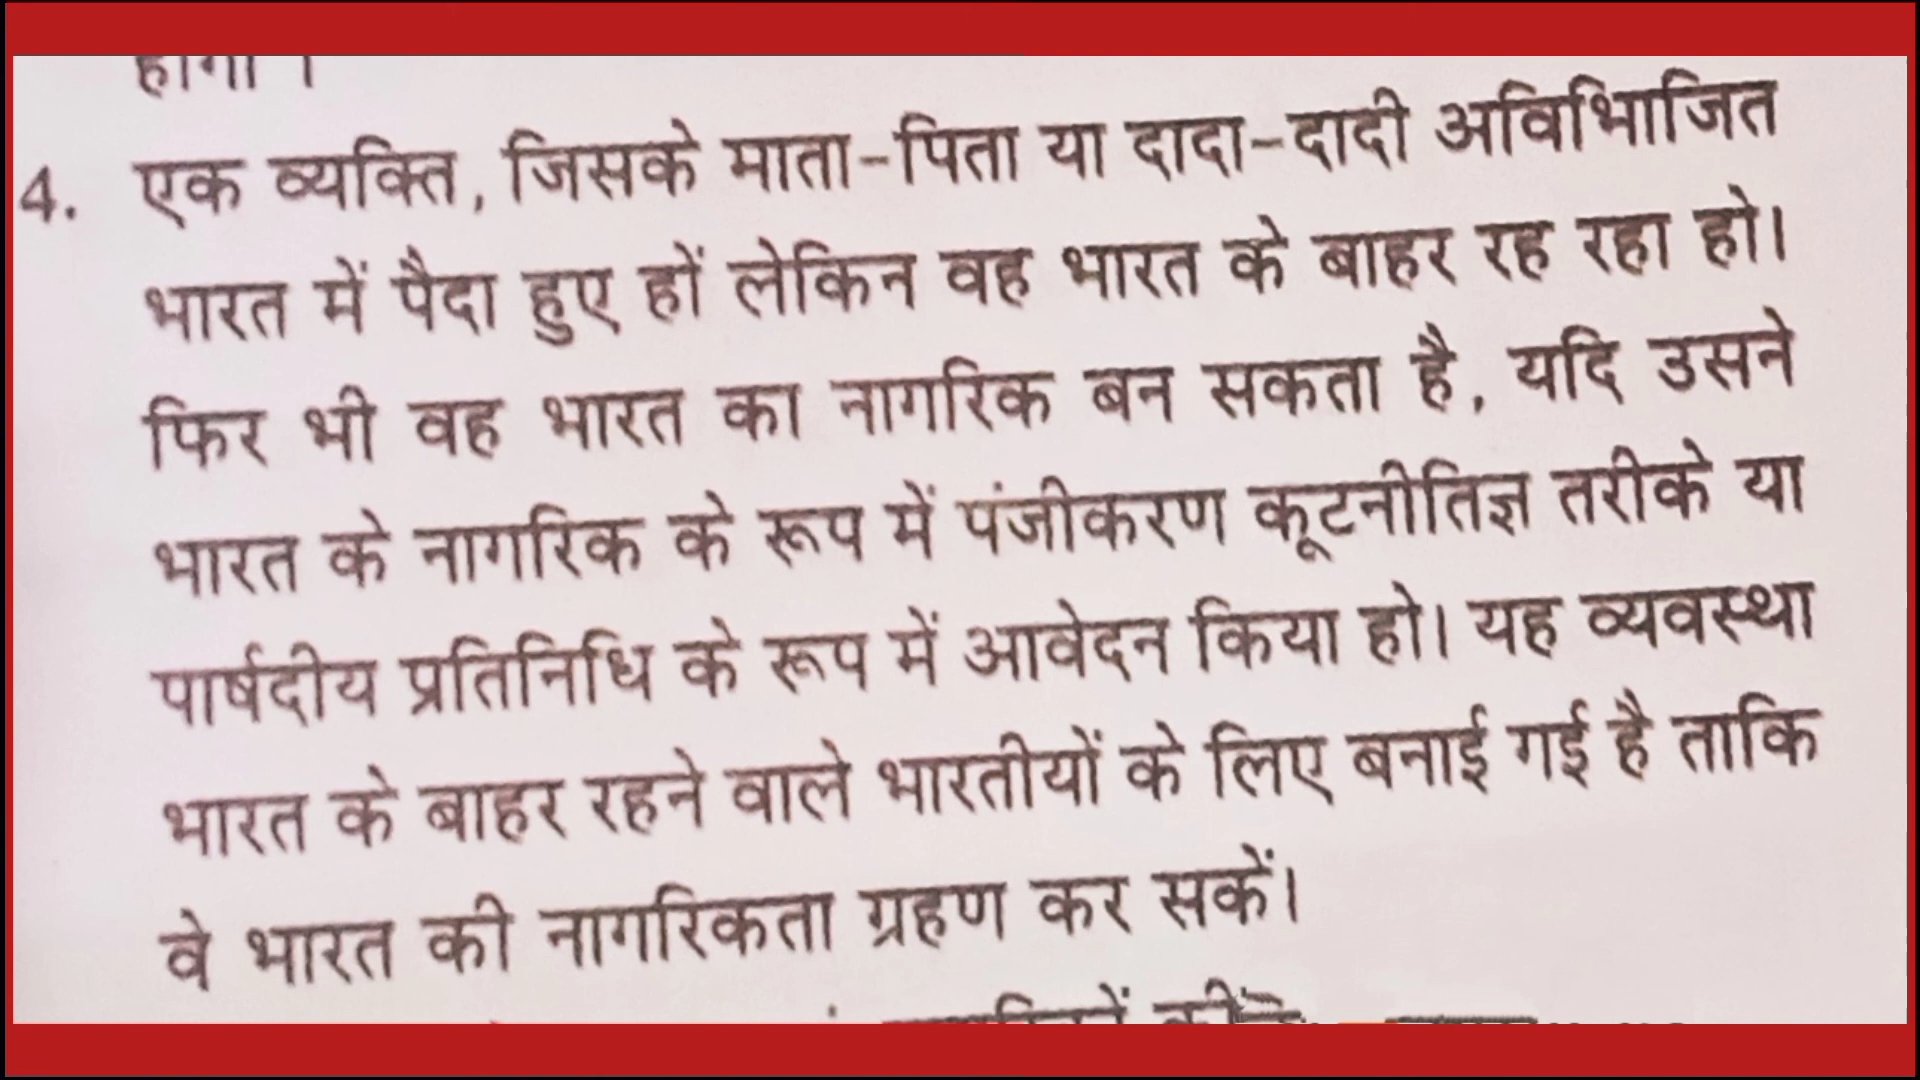 होगा ।
4. एक व्यक्ति, जिसके माता-पिता या दादा-दादी अविभिाजित
भारत में पैदा हुए हों लेकिन वह भारत के बाहर रह रहा हो।
फिर भी वह भारत का नागरिक बन सकता है, यदि उसने
भारत के नागरिक के रूप में पंजीकरण कूटनीतिज्ञ तरीके या
पार्षदीय प्रतिनिधि के रूप में आवेदन किया हो। यह व्यवस्था
भारत के बाहर रहने वाले भारतीयों के लिए बनाई गई है ताकि
वे भारत की नागरिकता ग्रहण कर सकें।